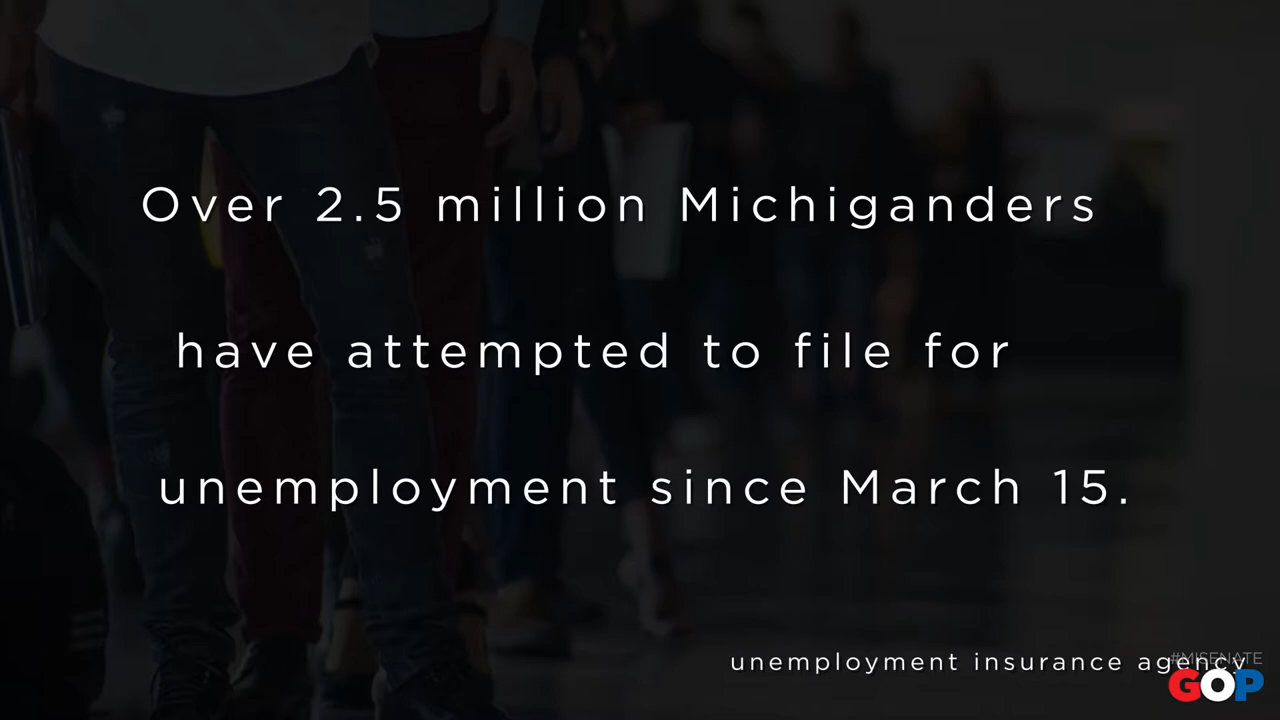 Over 2.5 million Michiganders
have attempted to file for
unemployment since March 15.
unemployment insurance agency
#MISENATE
GOP